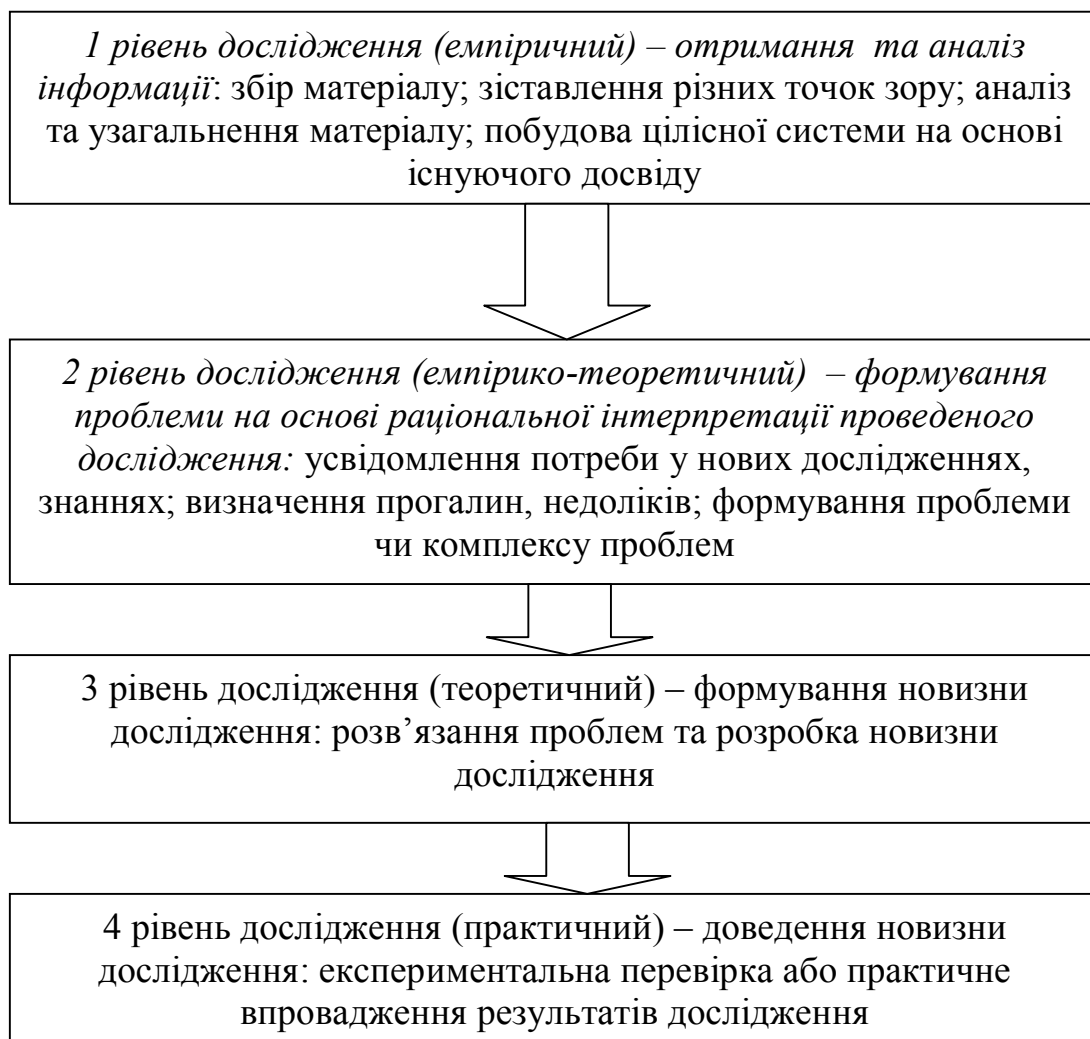 1 рівень дослідження (емпіричний) – отримання та аналіз
інформації: збір матеріалу; зіставлення різних точок зору; аналіз
та узагальнення матеріалу; побудова цілісної системи на основі
існуючого досвіду
2 рівень дослідження (емпірико-теоретичний) – формування
проблеми на основі раціональної інтерпретації проведеного
дослідження: усвідомлення потреби у нових дослідженнях,
знаннях; визначення прогалин, недоліків; формування проблеми
чи комплексу проблем
3 рівень дослідження (теоретичний) – формування новизни
дослідження: розв’язання проблем та розробка новизни
дослідження
4 рівень дослідження (практичний) – доведення новизни
дослідження: експериментальна перевірка або практичне
впровадження результатів дослідження